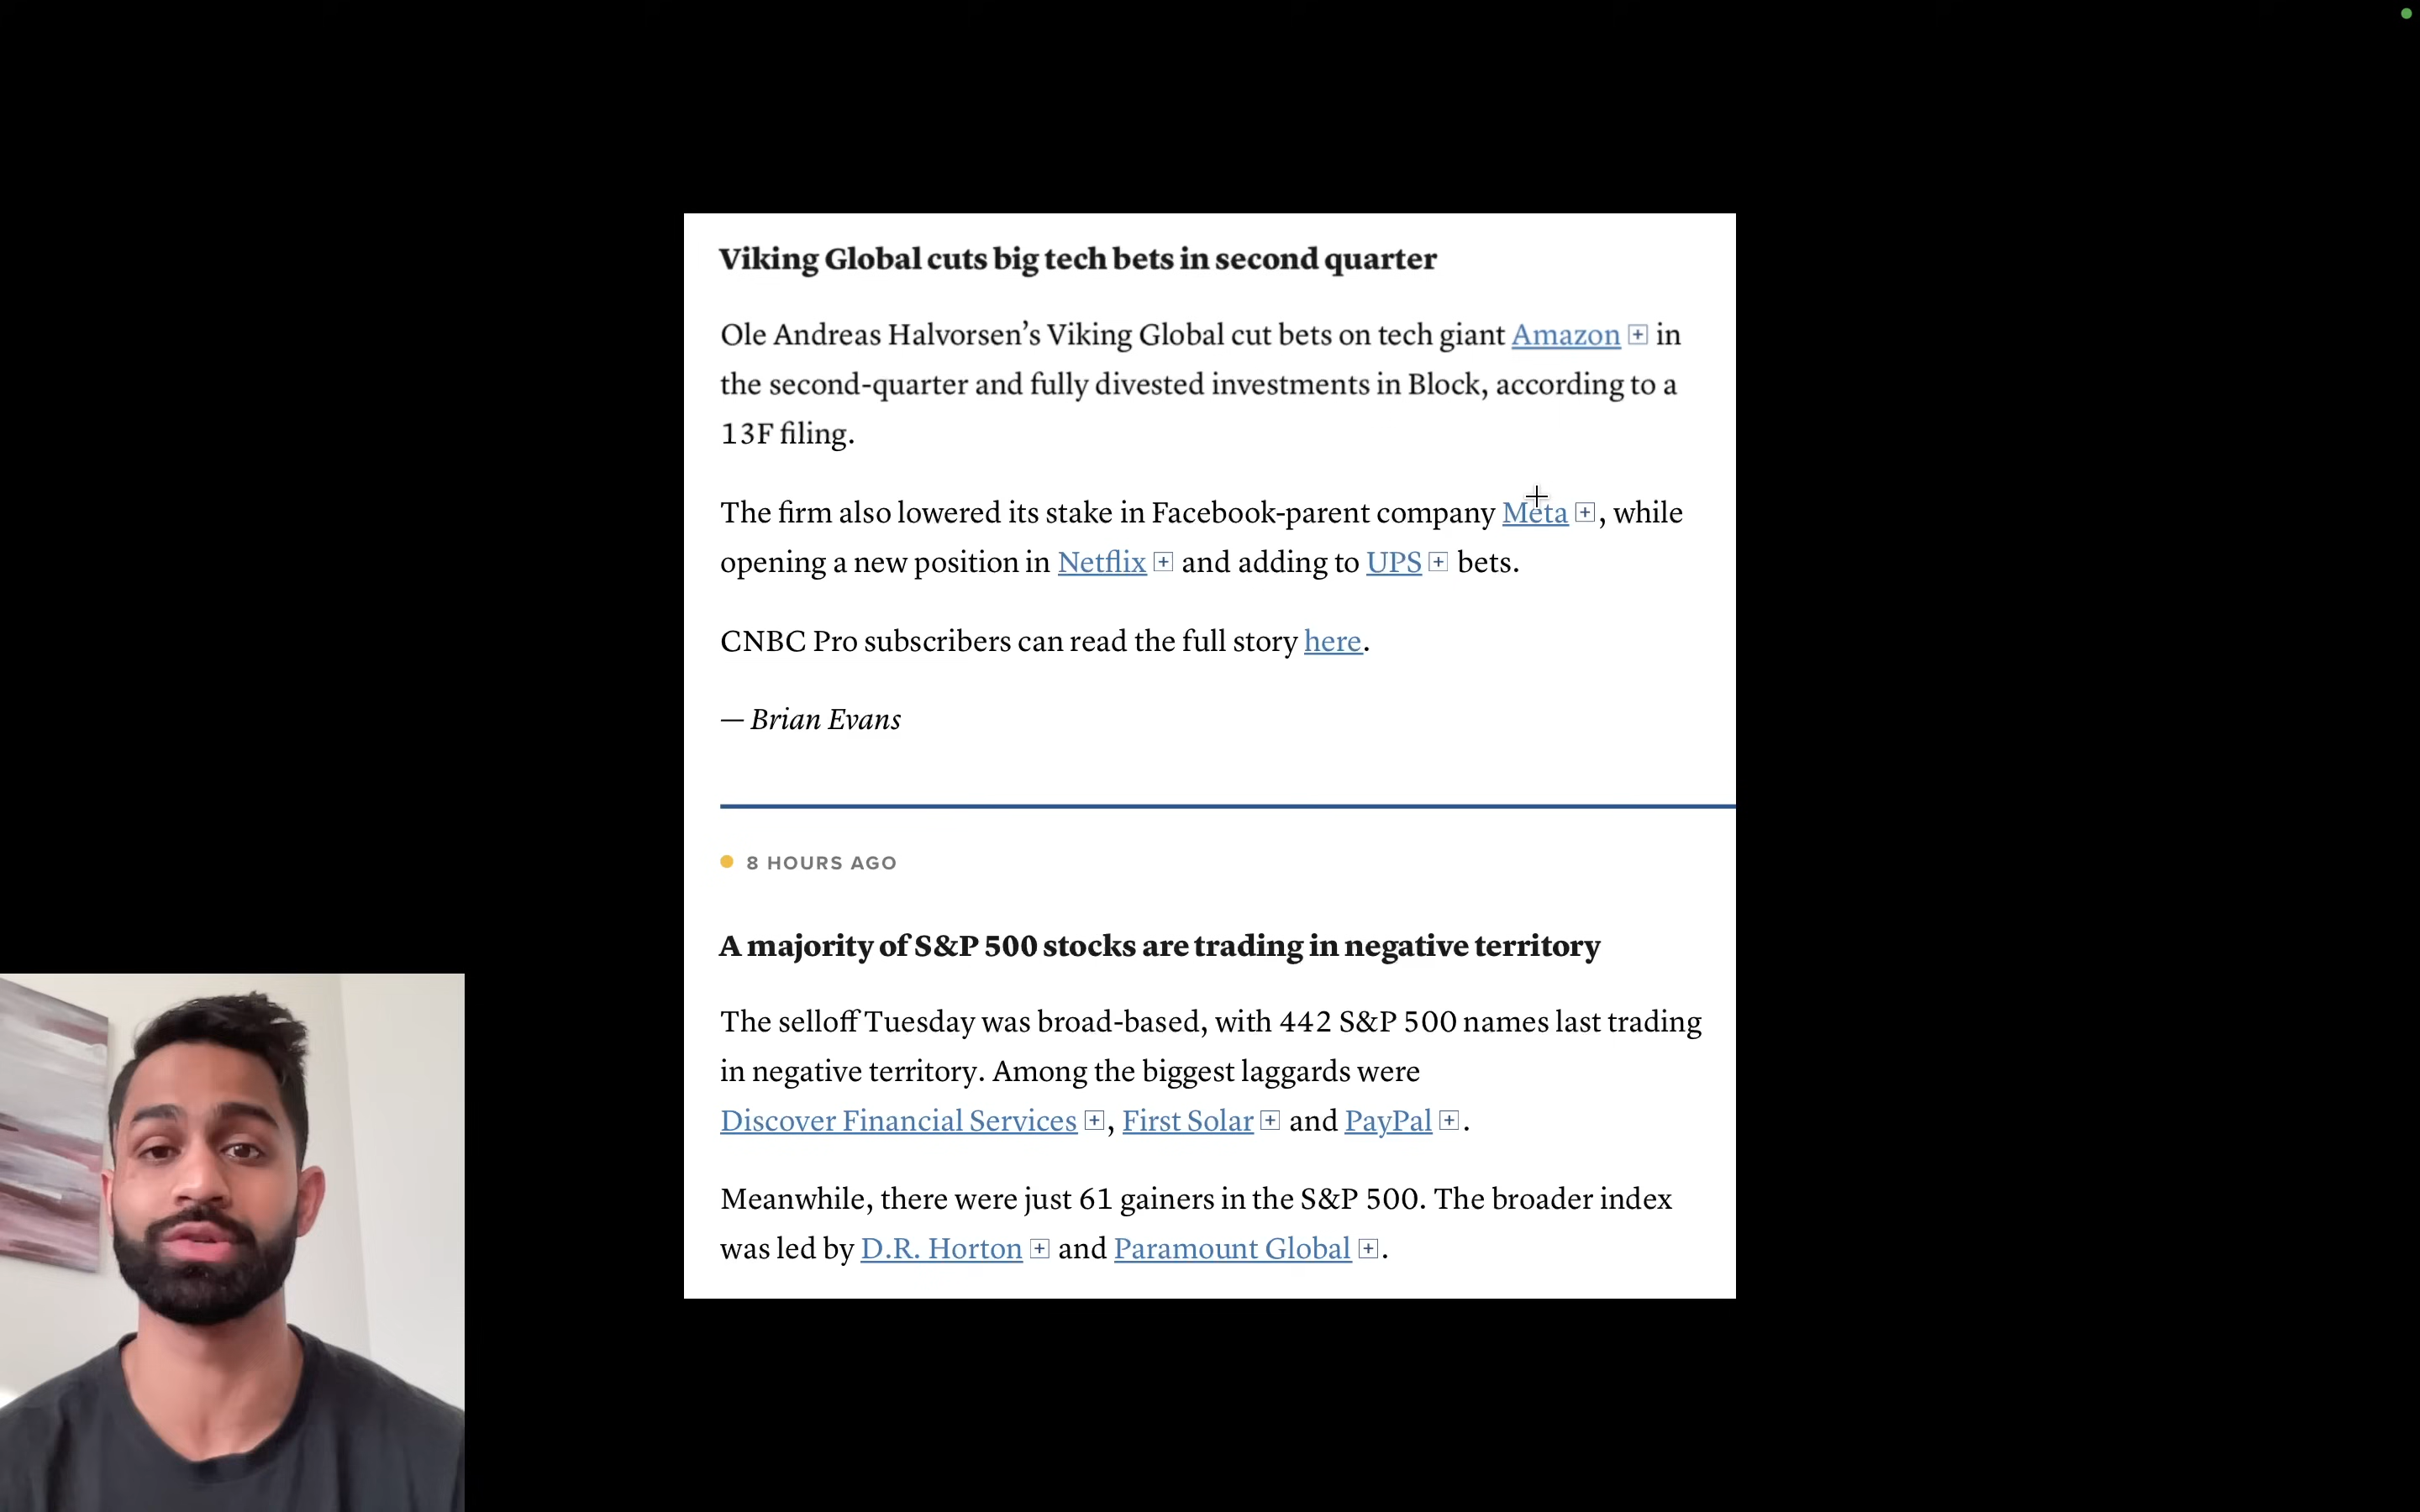 Viking Global cuts big tech bets in second quarter
Ole Andreas Halvorsen’s Viking Global cut bets on tech giant Amazon in
the second-quarter and fully divested investments in Block, according to a
13F filing.
The firm also lowered its stake in Facebook-parent company Meta, while
opening a new position in Netflix and adding to UPS bets.
CNBC Pro subscribers can read the full story here.
— Brian Evans
8 HOURS AGO
A majority of S&P 500 stocks are trading in negative territory
The selloff Tuesday was broad-based, with 442 S&P 500 names last trading
in negative territory. Among the biggest laggards were
Discover Financial Services, First Solar and PayPal.
Meanwhile, there were just 61 gainers in the S&P 500. The broader index
was led by D.R. Horton and Paramount Global.